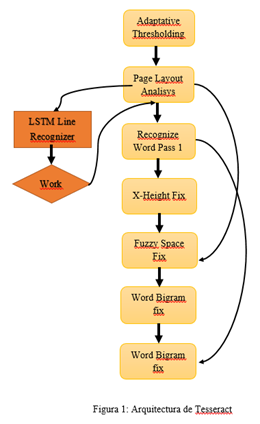 Adaptative
Thresholding
Page Layout
Analisys
LSTM Line
Recognizer
Recognize
Word Pass 1
Work
X-Height Fix
Fuzzy Space
Fix
Word Bigram
fix
Word Bigram
fix
Figura 1: Arquitectura de Tesseract